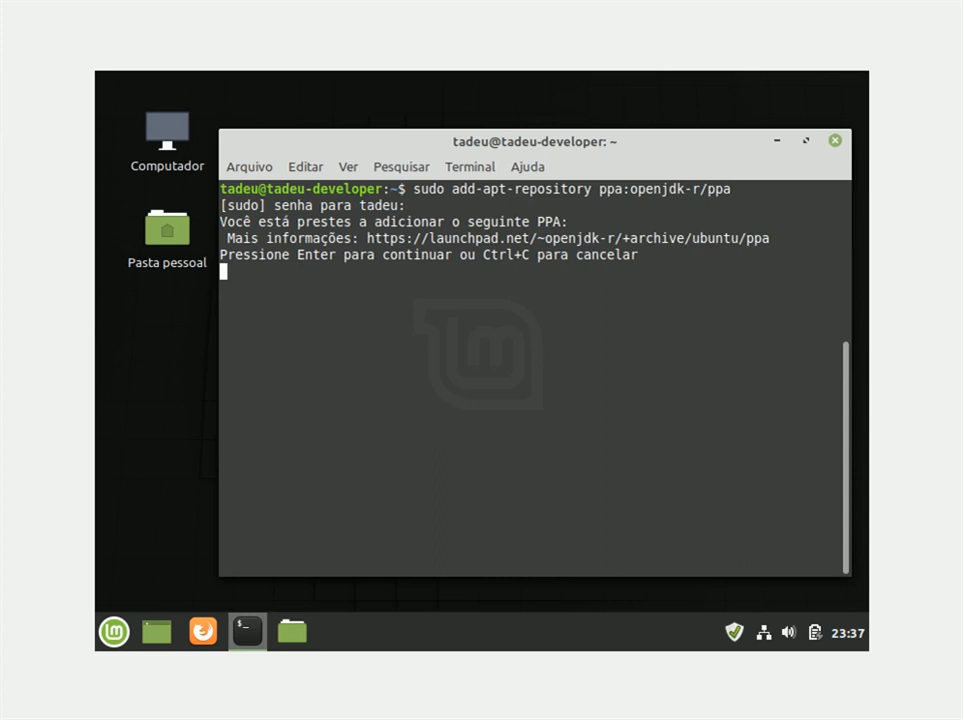 Computador
Pasta pessoal
tadeu@tadeu-developer: ~
Arquivo Editar Ver Pesquisar Terminal Ajuda
tadeu@tadeu-developer:~$ sudo add-apt-repository ppa:openjdk-r/ppa
[sudo] senha para tadeu:
Você está prestes a adicionar o seguinte PPA:
Mais informações: https://launchpad.net/~openjdk-r/+archive/ubuntu/ppa
Pressione Enter para continuar ou Ctrl+C para cancelar
23:37